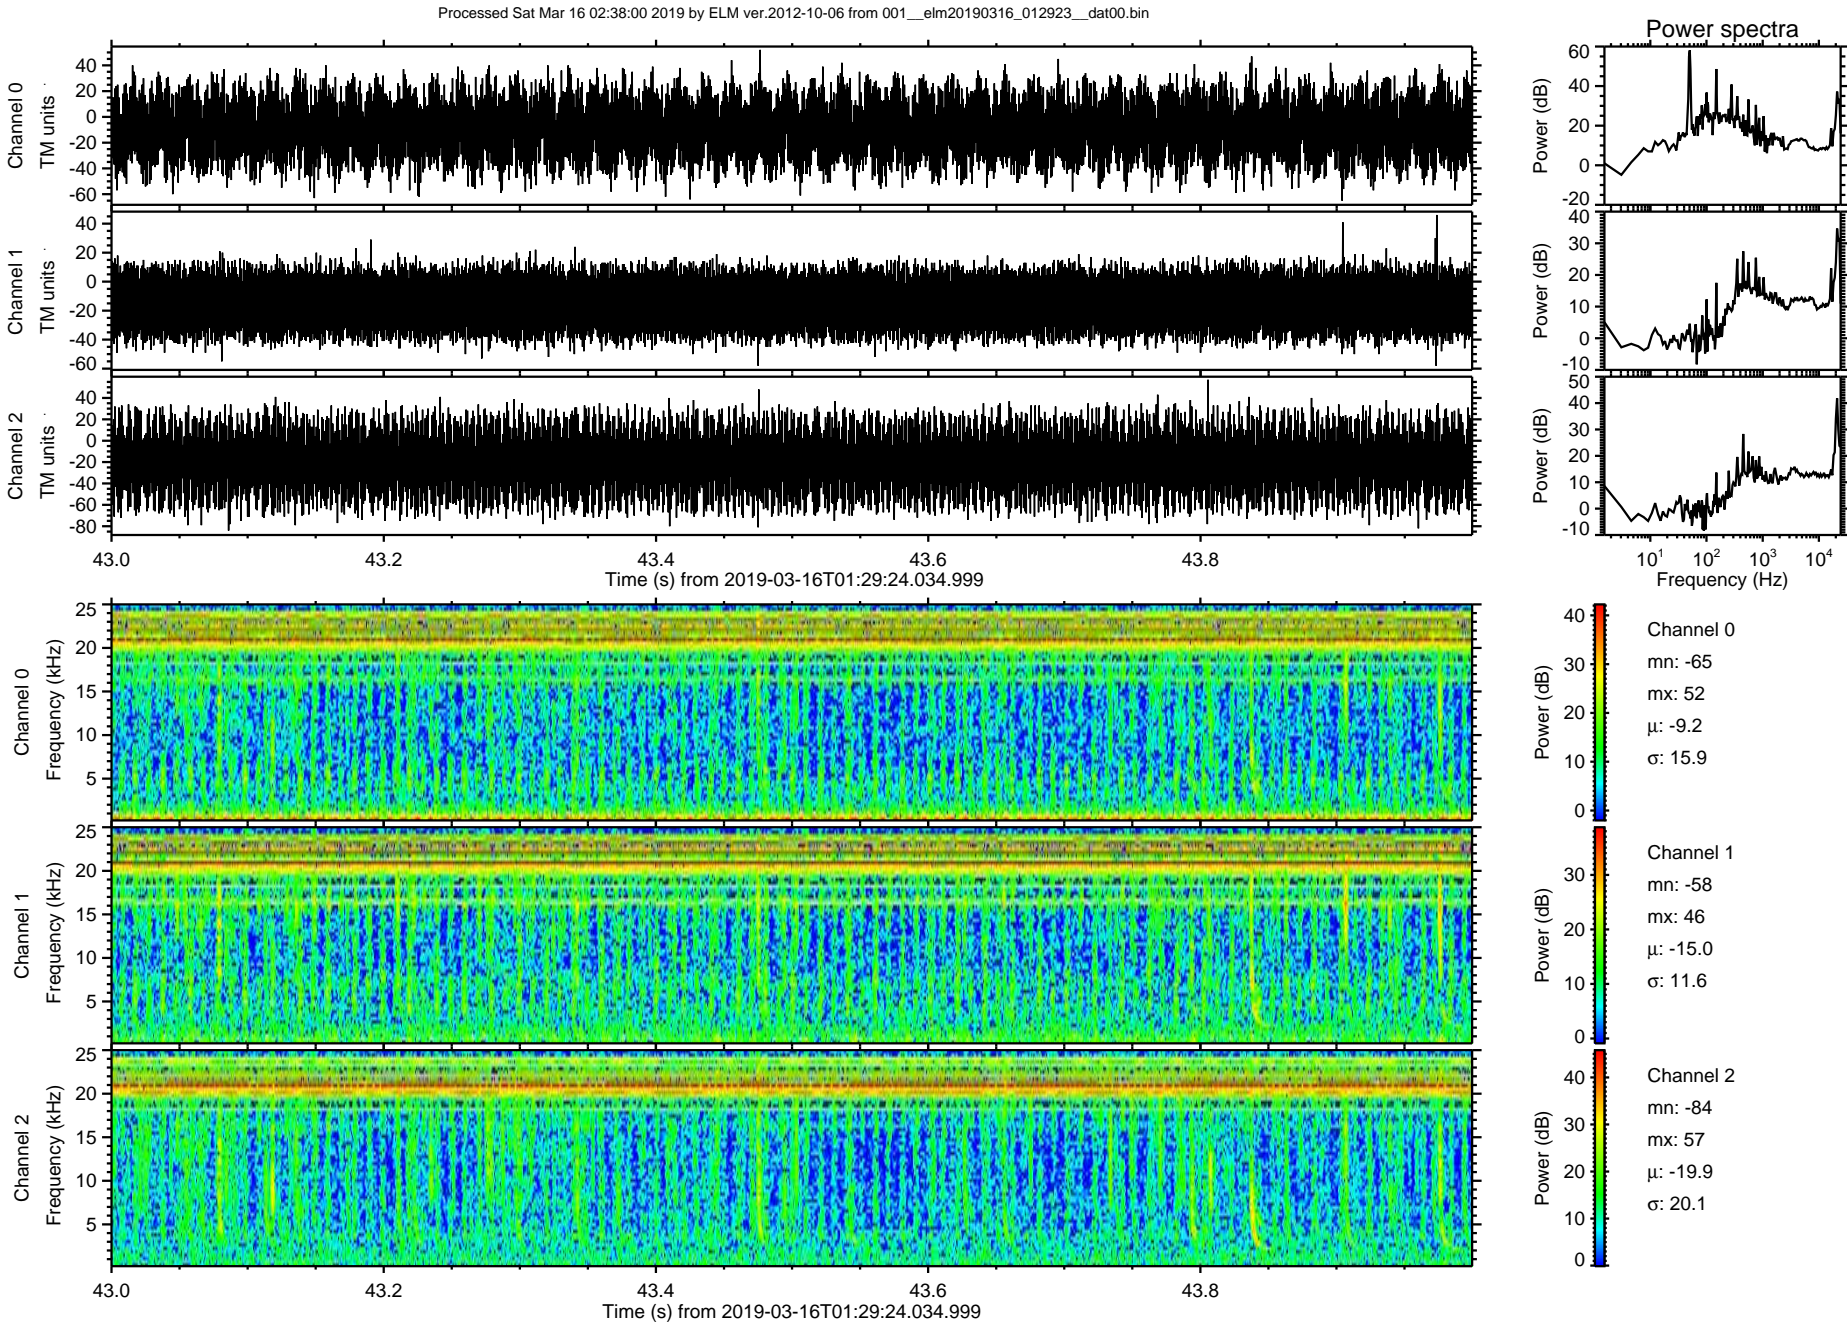 Processed Sat Mar 16 02:38:00 2019 by ELM ver.2012-10-06 from 001__elm20190316_012923__dat00.bin
Power spectra
Channel 0
TM units
40
20
0
-20
-40
-60
Power (dB)
60
40
20
0
-20
Channel 1
TM units
40
20
0
-20
-40
-60
Power (dB)
40
30
20
10
0
-10
Channel 2
TM units
40
20
0
-20
-40
-60
-80
Power (dB)
50
40
30
20
10
0
-10
43.0 43.2 43.4 43.6 43.8
Time (s) from 2019-03-16T01:29:24.034.999
10^1 10^2 10^3 10^4
Frequency (Hz)
Channel 0
Frequency (kHz)
25
20
15
10
5
Power (dB)
40
30
20
10
0
Channel 0
mn: -65
mx: 52
μ: -9.2
σ: 15.9
Channel 1
Frequency (kHz)
25
20
15
10
5
Power (dB)
30
20
10
0
Channel 1
mn: -58
mx: 46
μ: -15.0
σ: 11.6
Channel 2
Frequency (kHz)
25
20
15
10
5
Power (dB)
40
30
20
10
0
Channel 2
mn: -84
mx: 57
μ: -19.9
σ: 20.1
43.0 43.2 43.4 43.6 43.8
Time (s) from 2019-03-16T01:29:24.034.999